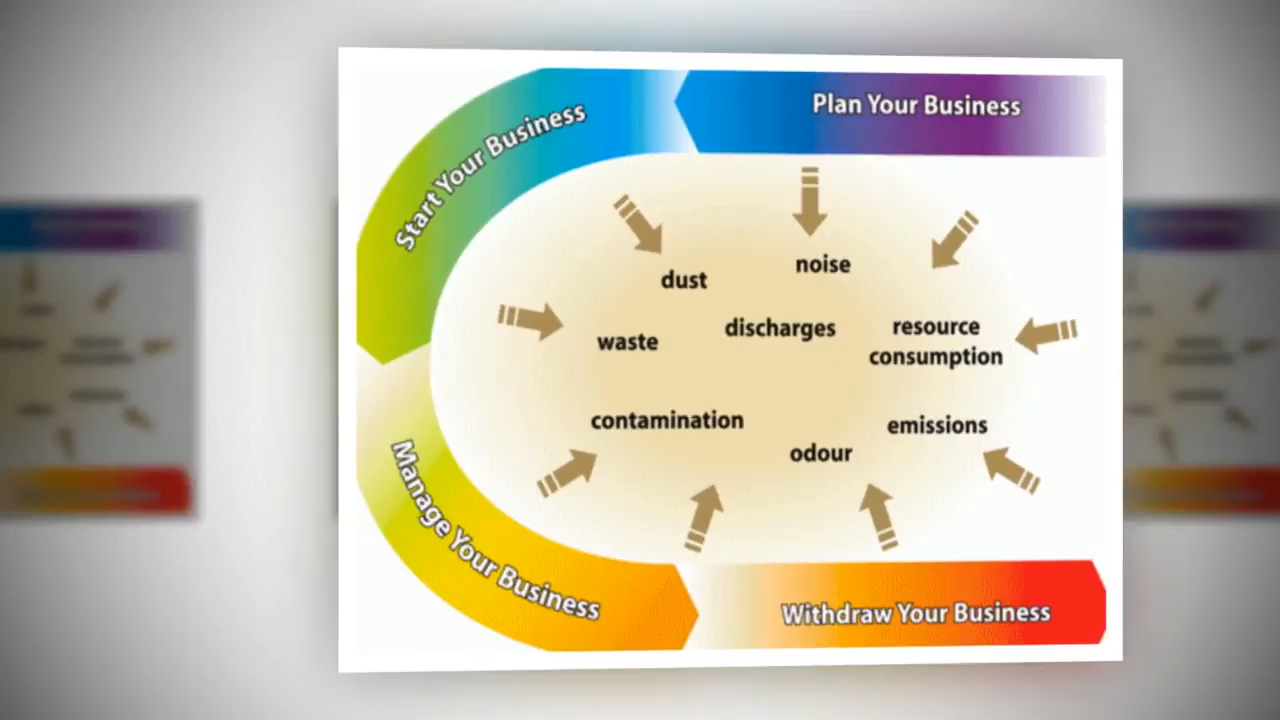 Plan Your Business
Start Your Business
noise
dust
discharges
resource
consumption
waste
contamination
emissions
odour
Manage Your Business
Withdraw Your Business